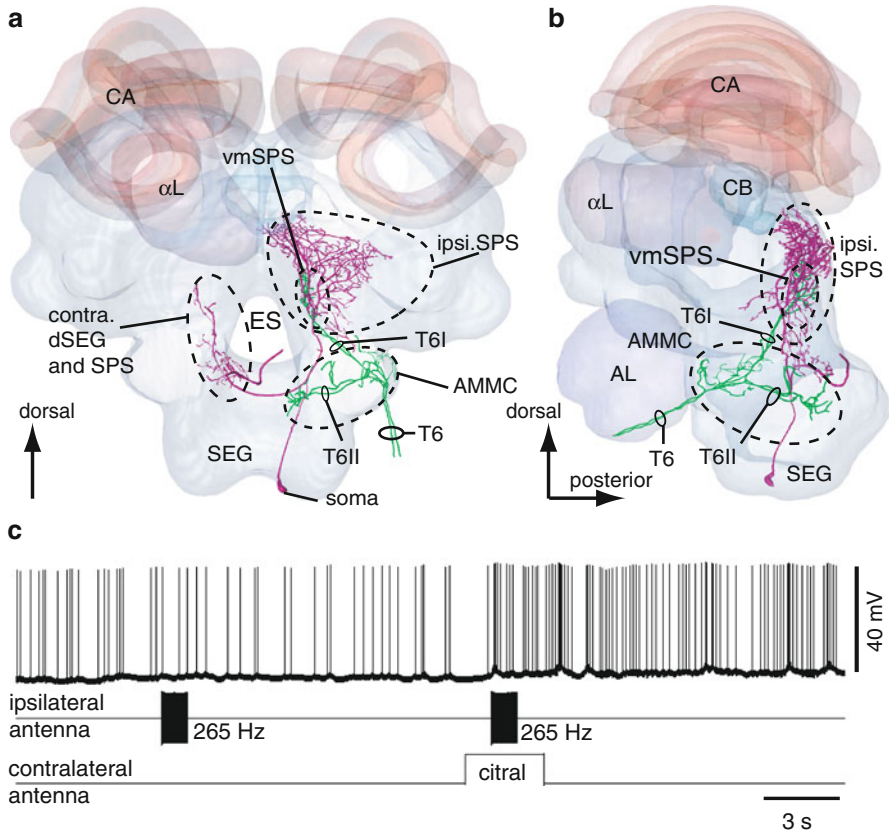 a
CA
vmSPS
αL
ipsi.SPS
contra.
dSEG
and SPS
ES
T6I
AMMC
dorsal
T6
SEG
T6II
soma
b
CA
αL
CB
ipsi.
SPS
vmSPS
T6I
AMMC
AL
dorsal
T6
T6II
SEG
posterior
c
40 mV
ipsilateral
antenna
265 Hz
265 Hz
contralateral
antenna
citral
3 s